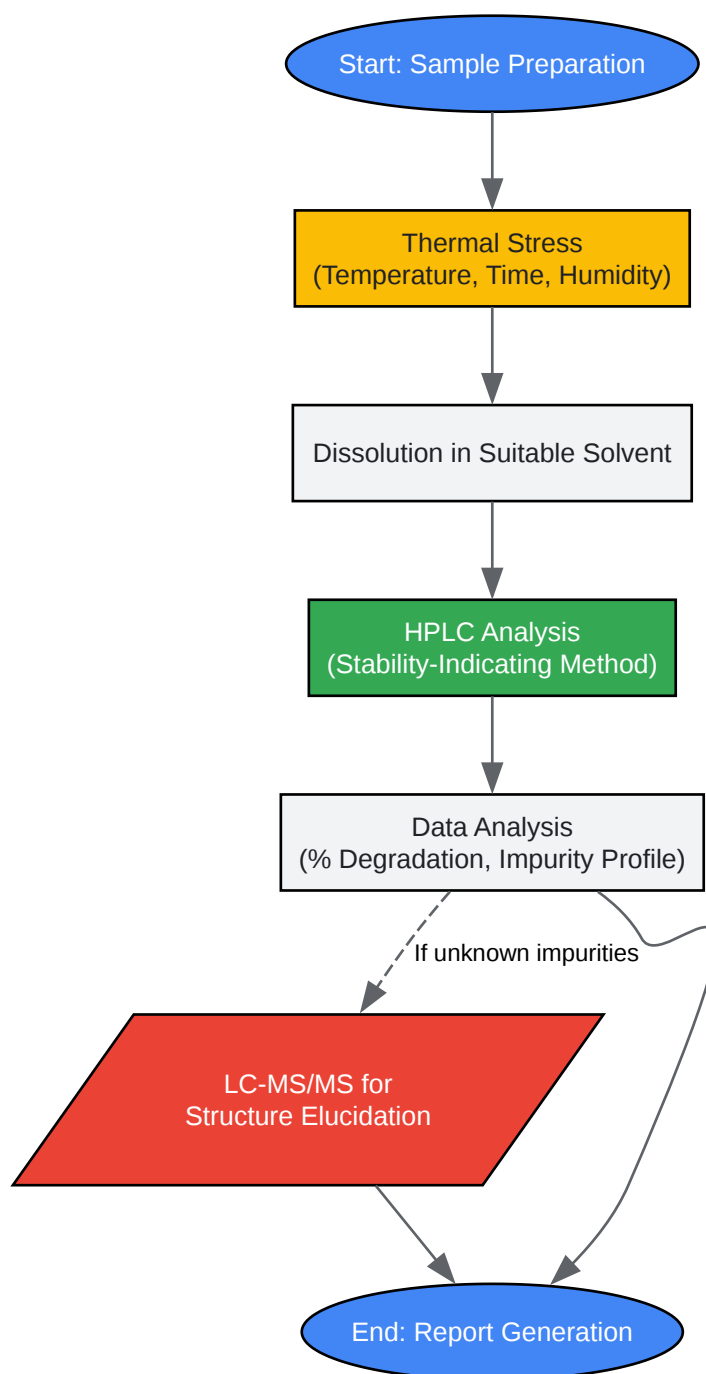 Start: Sample Preparation
Thermal Stress
(Temperature, Time, Humidity)
Dissolution in Suitable Solvent
HPLC Analysis
(Stability-Indicating Method)
Data Analysis
(% Degradation, Impurity Profile)
If unknown impurities
LC-MS/MS for
Structure Elucidation
End: Report Generation